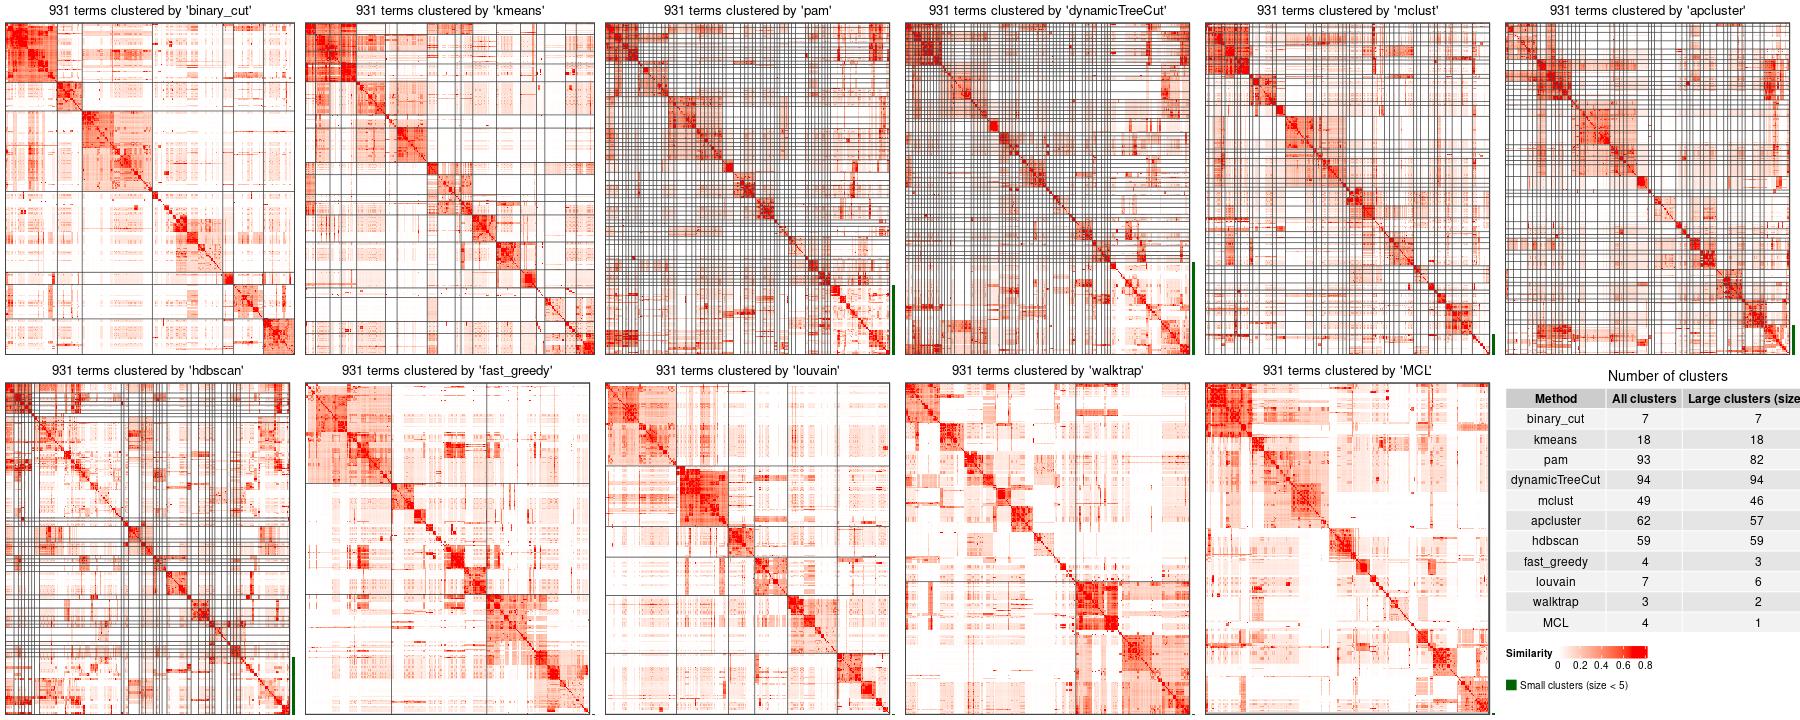 931 terms clustered by 'binary_cut'
931 terms clustered by 'kmeans'
931 terms clustered by 'pam'
931 terms clustered by 'dynamicTreeCut'
931 terms clustered by 'mclust'
931 terms clustered by 'apcluster'
931 terms clustered by 'hdbscan'
931 terms clustered by 'fast_greedy'
931 terms clustered by 'louvain'
931 terms clustered by 'walktrap'
931 terms clustered by 'MCL'
Number of clusters
Method All clusters Large clusters (size
binary_cut 7 7
kmeans 18 18
pam 93 82
dynamicTreeCut 94 94
mclust 49 46
apcluster 62 57
hdbscan 59 59
fast_greedy 4 3
louvain 7 6
walktrap 3 2
MCL 4 1
Similarity
0 0.2 0.4 0.6 0.8
Small clusters (size < 5)